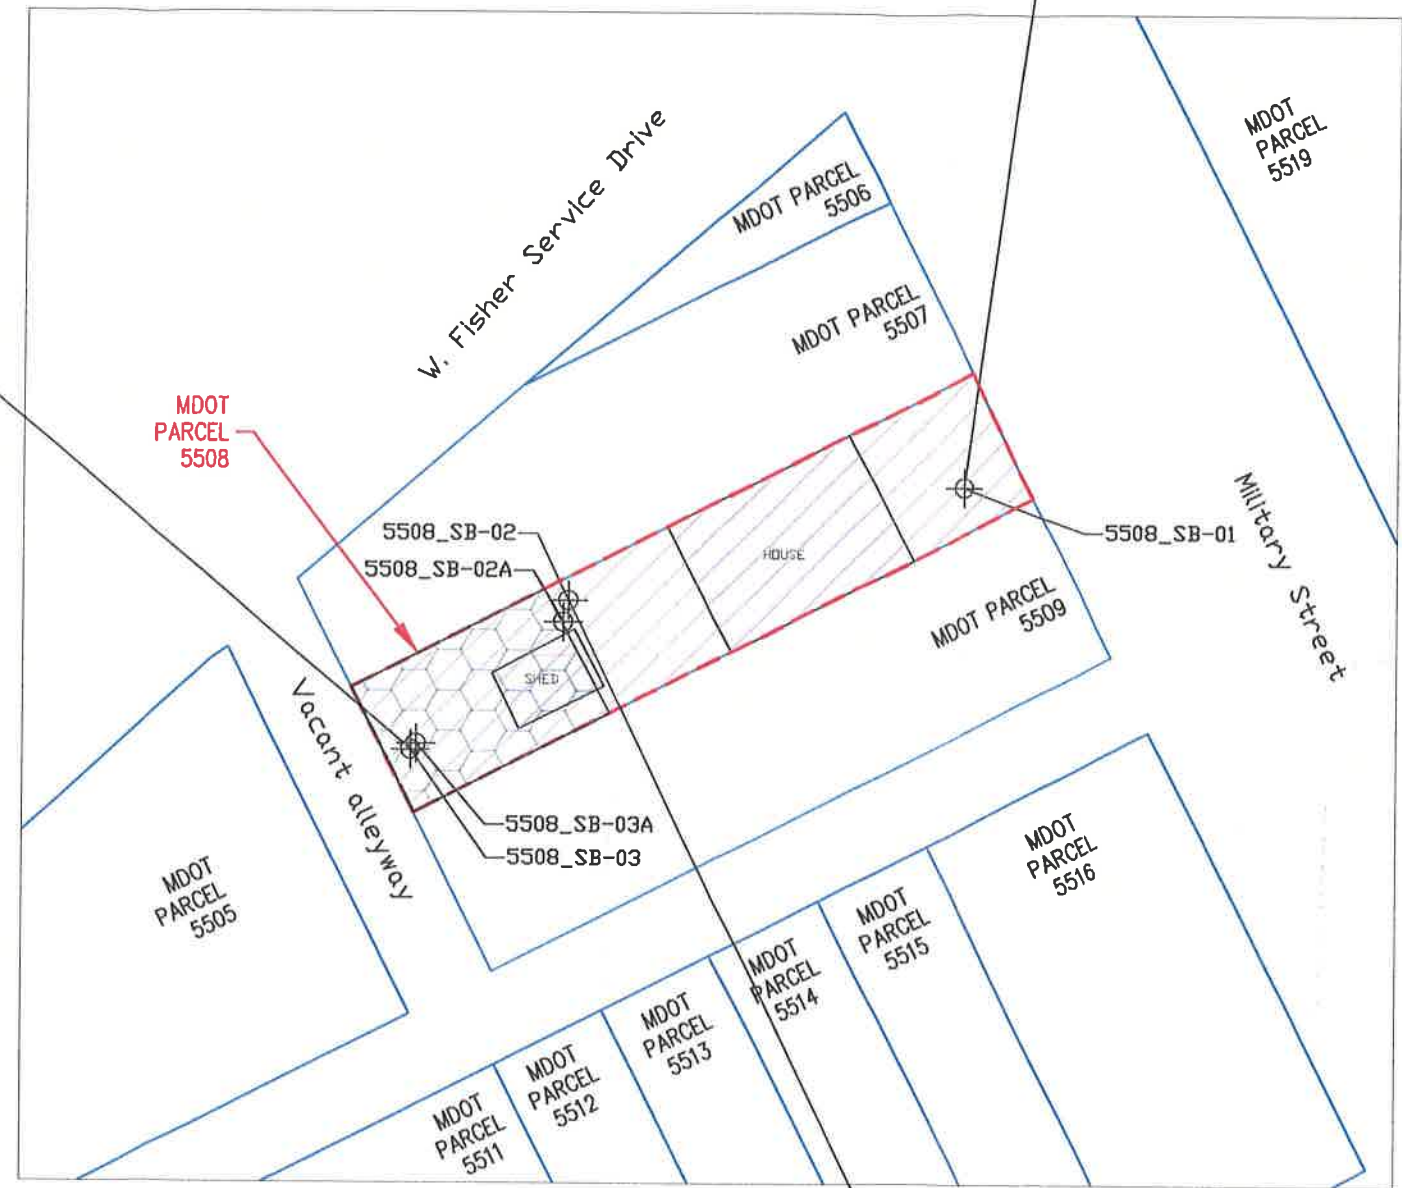 MDOT
PARCEL
5519
MDOT PARCEL
5506
W. Fisher Service Drive
MDOT PARCEL
5507
MDOT
PARCEL
5508
Military Street
5508_SB-02
5508_SB-02A
HOUSE
5508_SB-01
MDOT PARCEL
5509
SHED
Vacant alleyway
5508_SB-03A
5508_SB-03
MDOT
PARCEL
5505
MDOT
PARCEL
5516
MDOT
PARCEL
5515
MDOT
PARCEL
5514
MDOT
PARCEL
5513
MDOT
PARCEL
5512
MDOT
PARCEL
5511